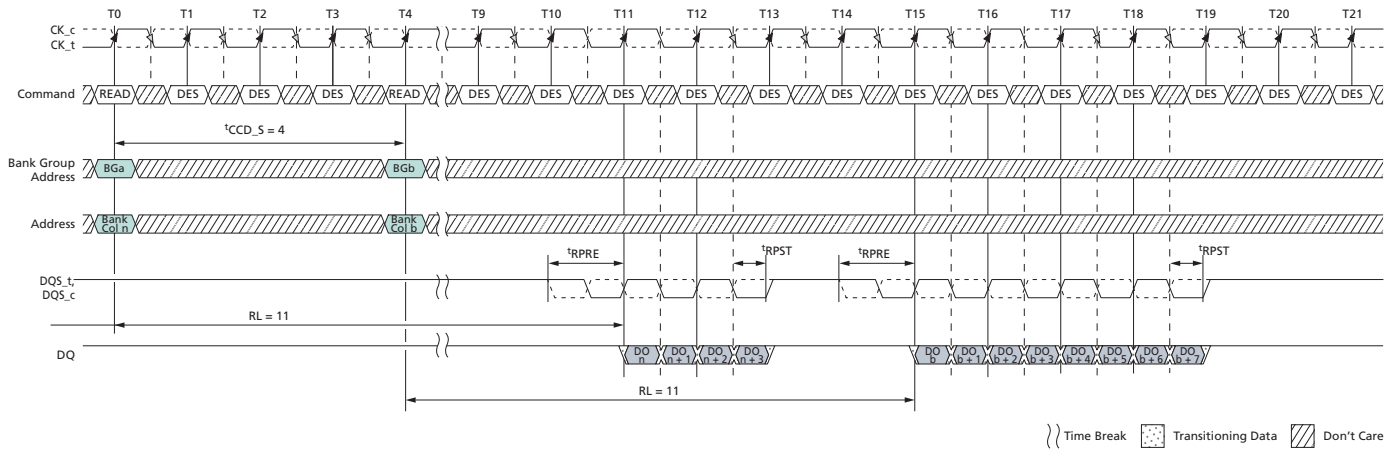 T0 T1 T2 T3 T4 T9 T10 T11 T12 T13 T14 T15 T16 T17 T18 T19 T20 T21
CK_c
CK_t
Command READ DES DES DES READ DES DES DES DES DES DES DES DES DES DES DES DES DES
tCCD_S = 4
Bank Group
Address
BGa BGb
Address
Bank
Col n
Bank
Col b
tRPRE tRPST tRPRE tRPST
DQS_t,
DQS_c
RL = 11
DQ
DO
n
DO
n + 1
DO
n + 2
DO
n + 3
DO
b
DO
b + 1
DO
b + 2
DO
b + 3
DO
b + 4
DO
b + 5
DO
b + 6
DO
b + 7
RL = 11
Time Break Transitioning Data Don't Care